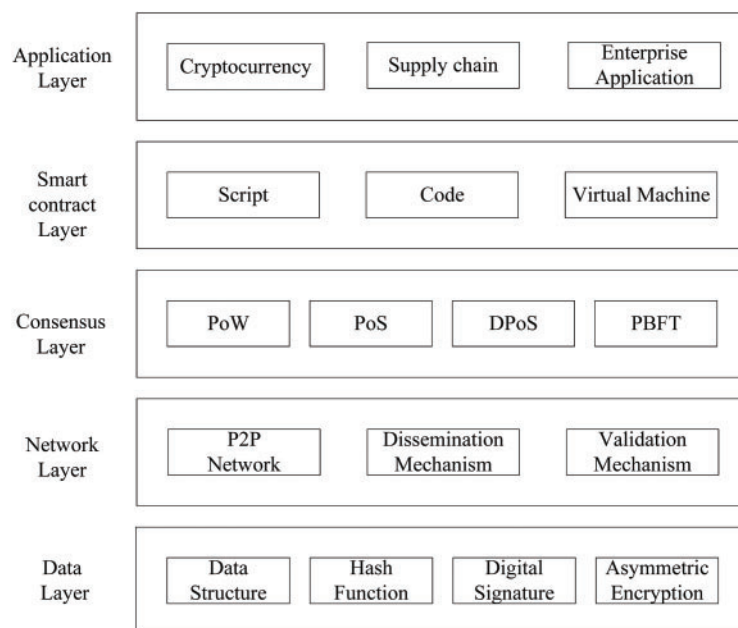 Application
Layer
Cryptocurrency
Supply chain
Enterprise
Application
Smart
contract
Layer
Script
Code
Virtual Machine
Consensus
Layer
PoW
PoS
DPoS
PBFT
Network
Layer
P2P
Network
Dissemination
Mechanism
Validation
Mechanism
Data
Layer
Data
Structure
Hash
Function
Digital
Signature
Asymmetric
Encryption